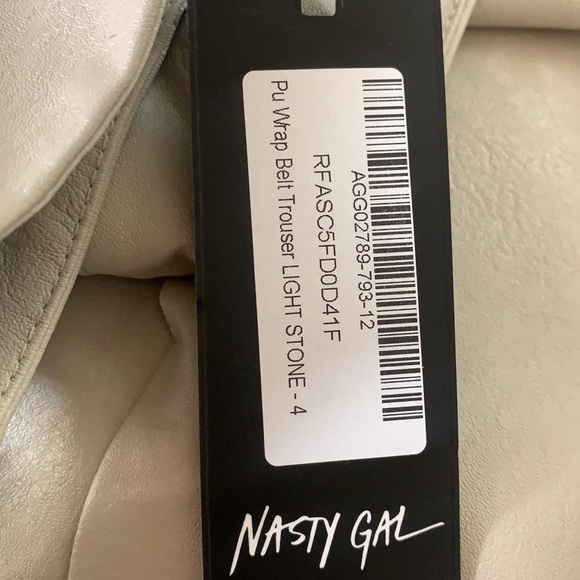 AGG02789-793-12
RFASC5FD0D41F
Pu Wrap Belt Trouser LIGHT STONE - 4
NASTY GAL